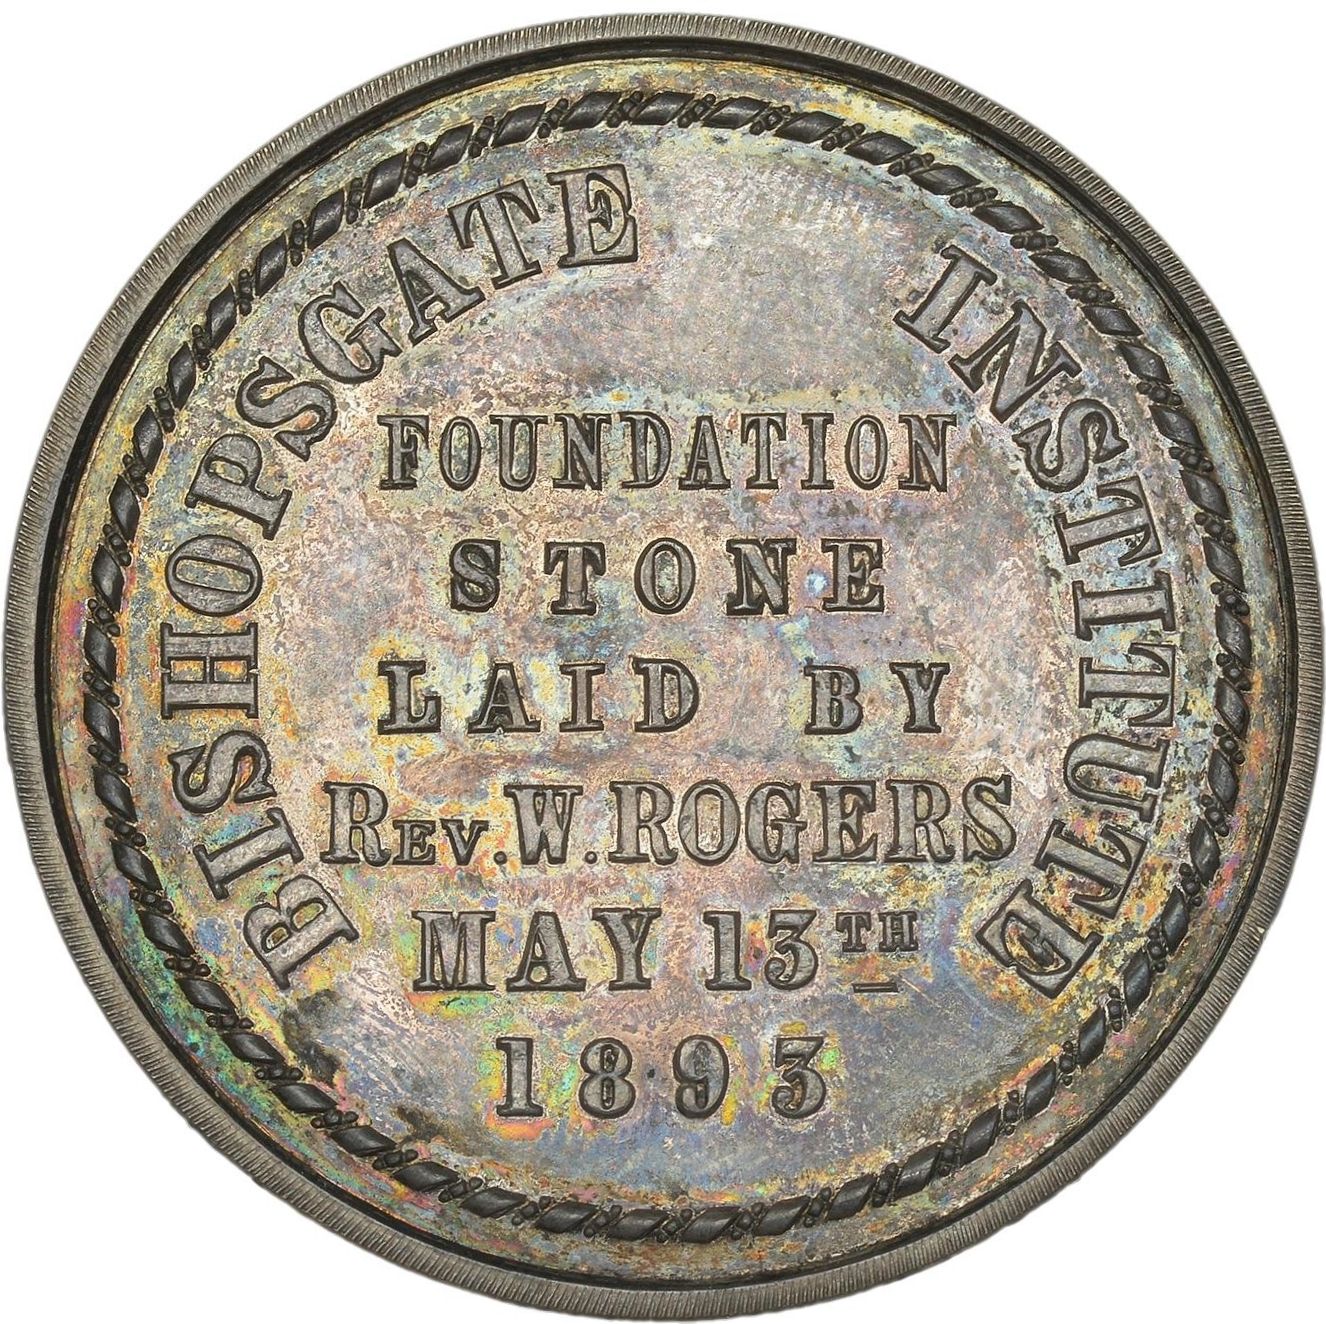 BISHOPSGATE INSTITUTE
FOUNDATION
STONE
LAID BY
REV. W. ROGERS
MAY 13TH
1893